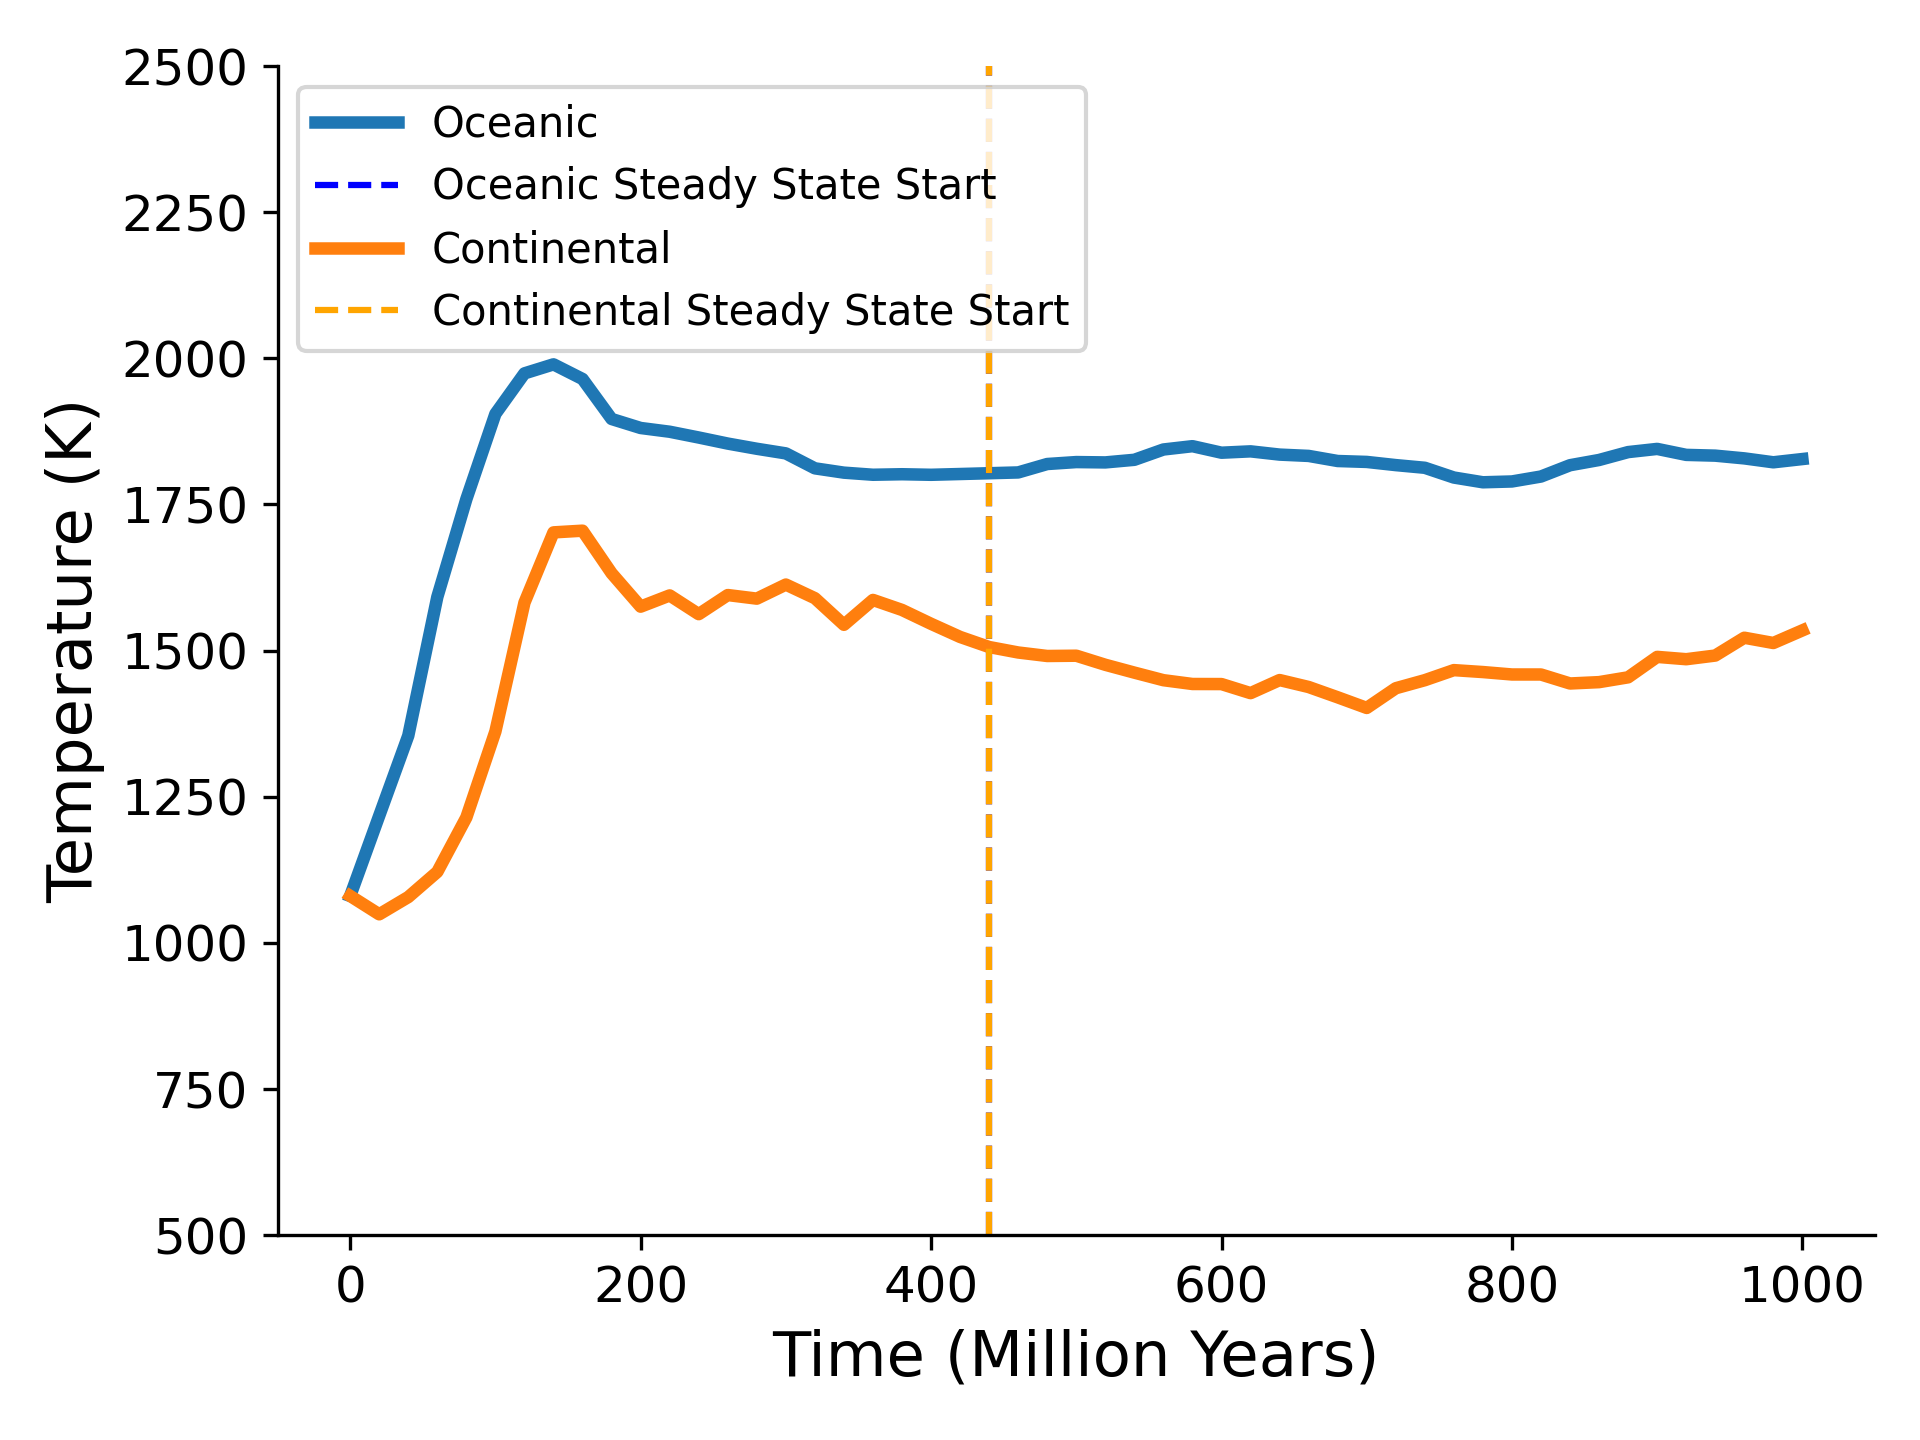 2500
2250
2000
1750
1500
1250
1000
750
500
Temperature (K)
Oceanic
Oceanic Steady State Start
Continental
Continental Steady State Start
0 200 400 600 800 1000
Time (Million Years)